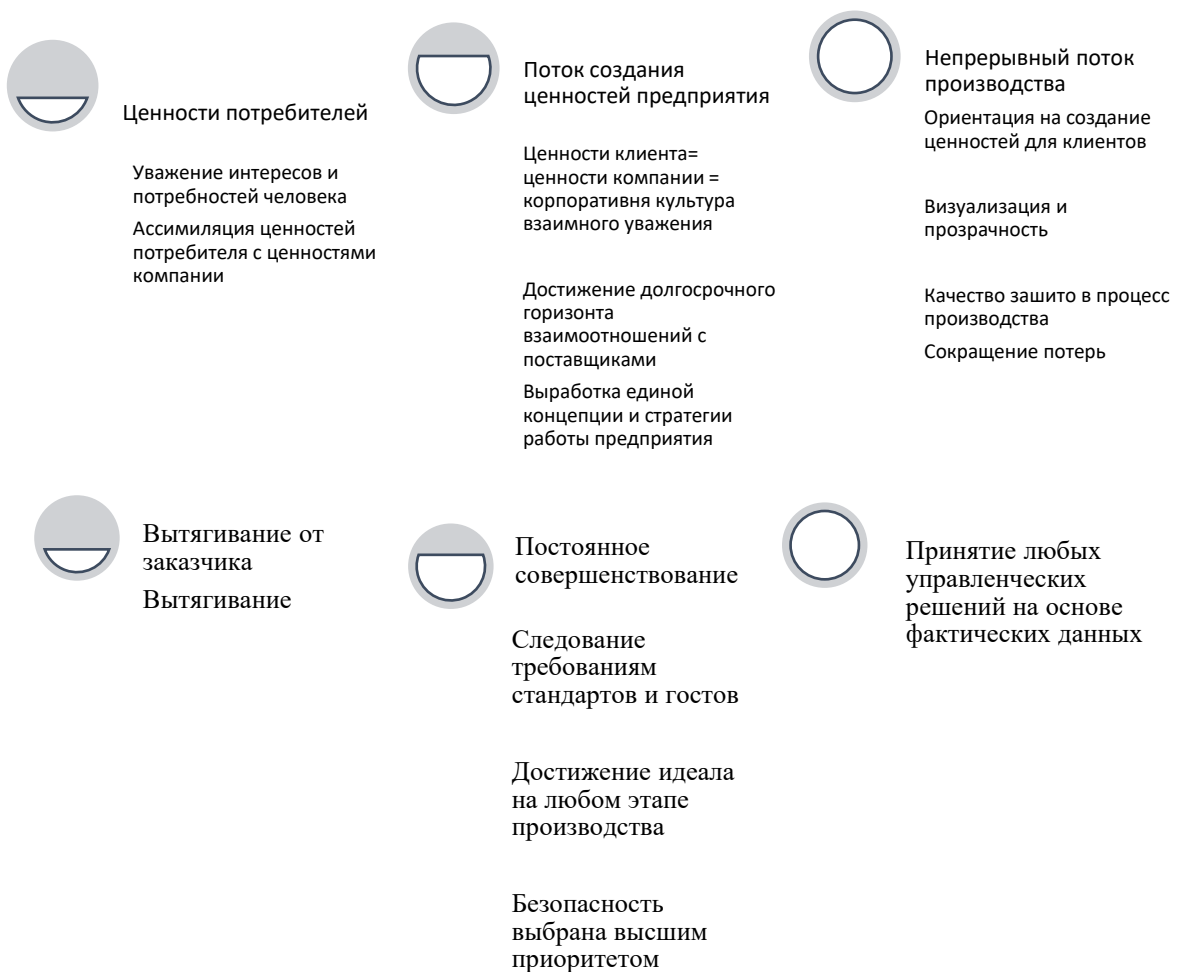 Ценности потребителей
Уважение интересов и
потребностей человека
Ассимиляция ценностей
потребителя с ценностями
компании
Поток создания
ценностей предприятия
Ценности клиента=
ценности компании =
корпоративня культура
взаимного уважения
Достижение долгосрочного
горизонта
взаимоотношений с
поставщиками
Выработка единой
концепции и стратегии
работы предприятия
Непрерывный поток
производства
Ориентация на создание
ценностей для клиентов
Визуализация и
прозрачность
Качество зашито в процесс
производства
Сокращение потерь
Вытягивание от
заказчика
Вытягивание
Постоянное
совершенствование
Следование
требованиям
стандартов и гостов
Достижение идеала
на любом этапе
производства
Безопасность
выбрана высшим
приоритетом
Принятие любых
управленческих
решений на основе
фактических данных